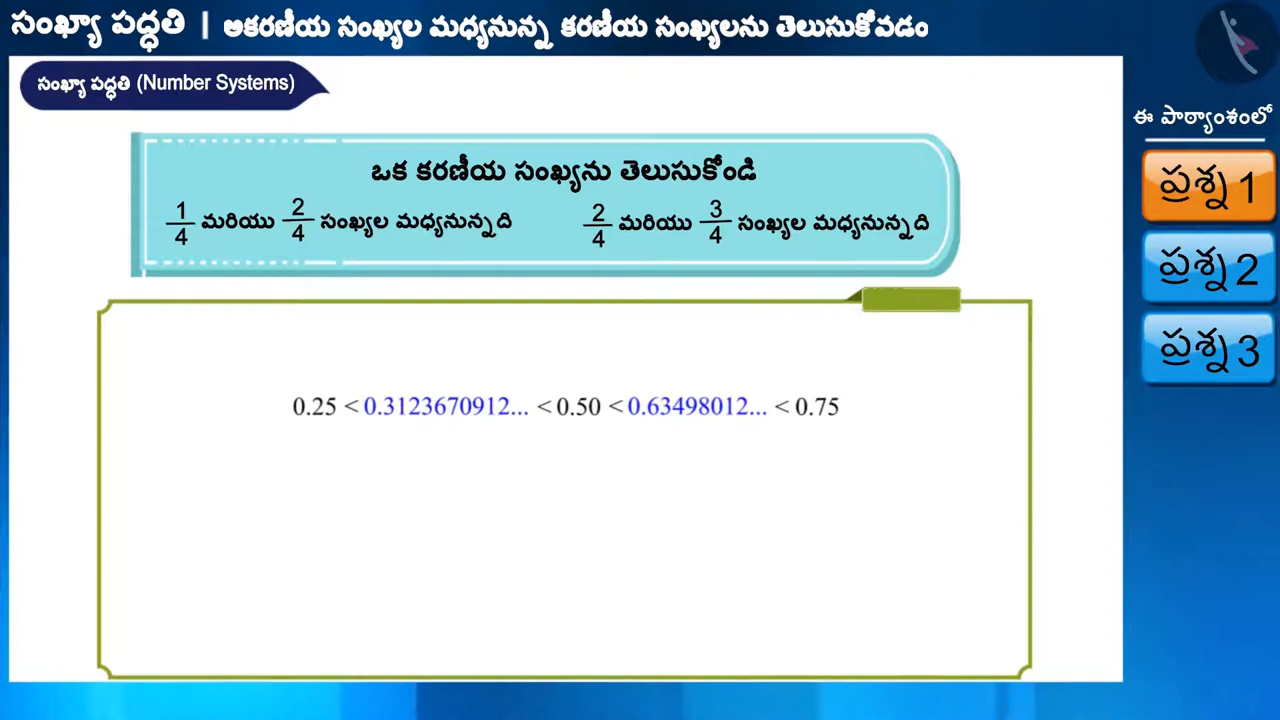 సంఖ్యా పద్ధతి | అకరణీయ సంఖ్యల మధ్యనున్న కరణీయ సంఖ్యలను తెలుసుకోవడం
సంఖ్యా పద్ధతి (Number Systems)
ఈ పాఠ్యాంశంలో
ప్రశ్న 1
ప్రశ్న 2
ప్రశ్న 3
ఒక కరణీయ సంఖ్యను తెలుసుకోండి
1/4 మరియు 2/4 సంఖ్యల మధ్యనున్నది 2/4 మరియు 3/4 సంఖ్యల మధ్యనున్నది
0.25 < 0.3123670912... < 0.50 < 0.63498012... < 0.75